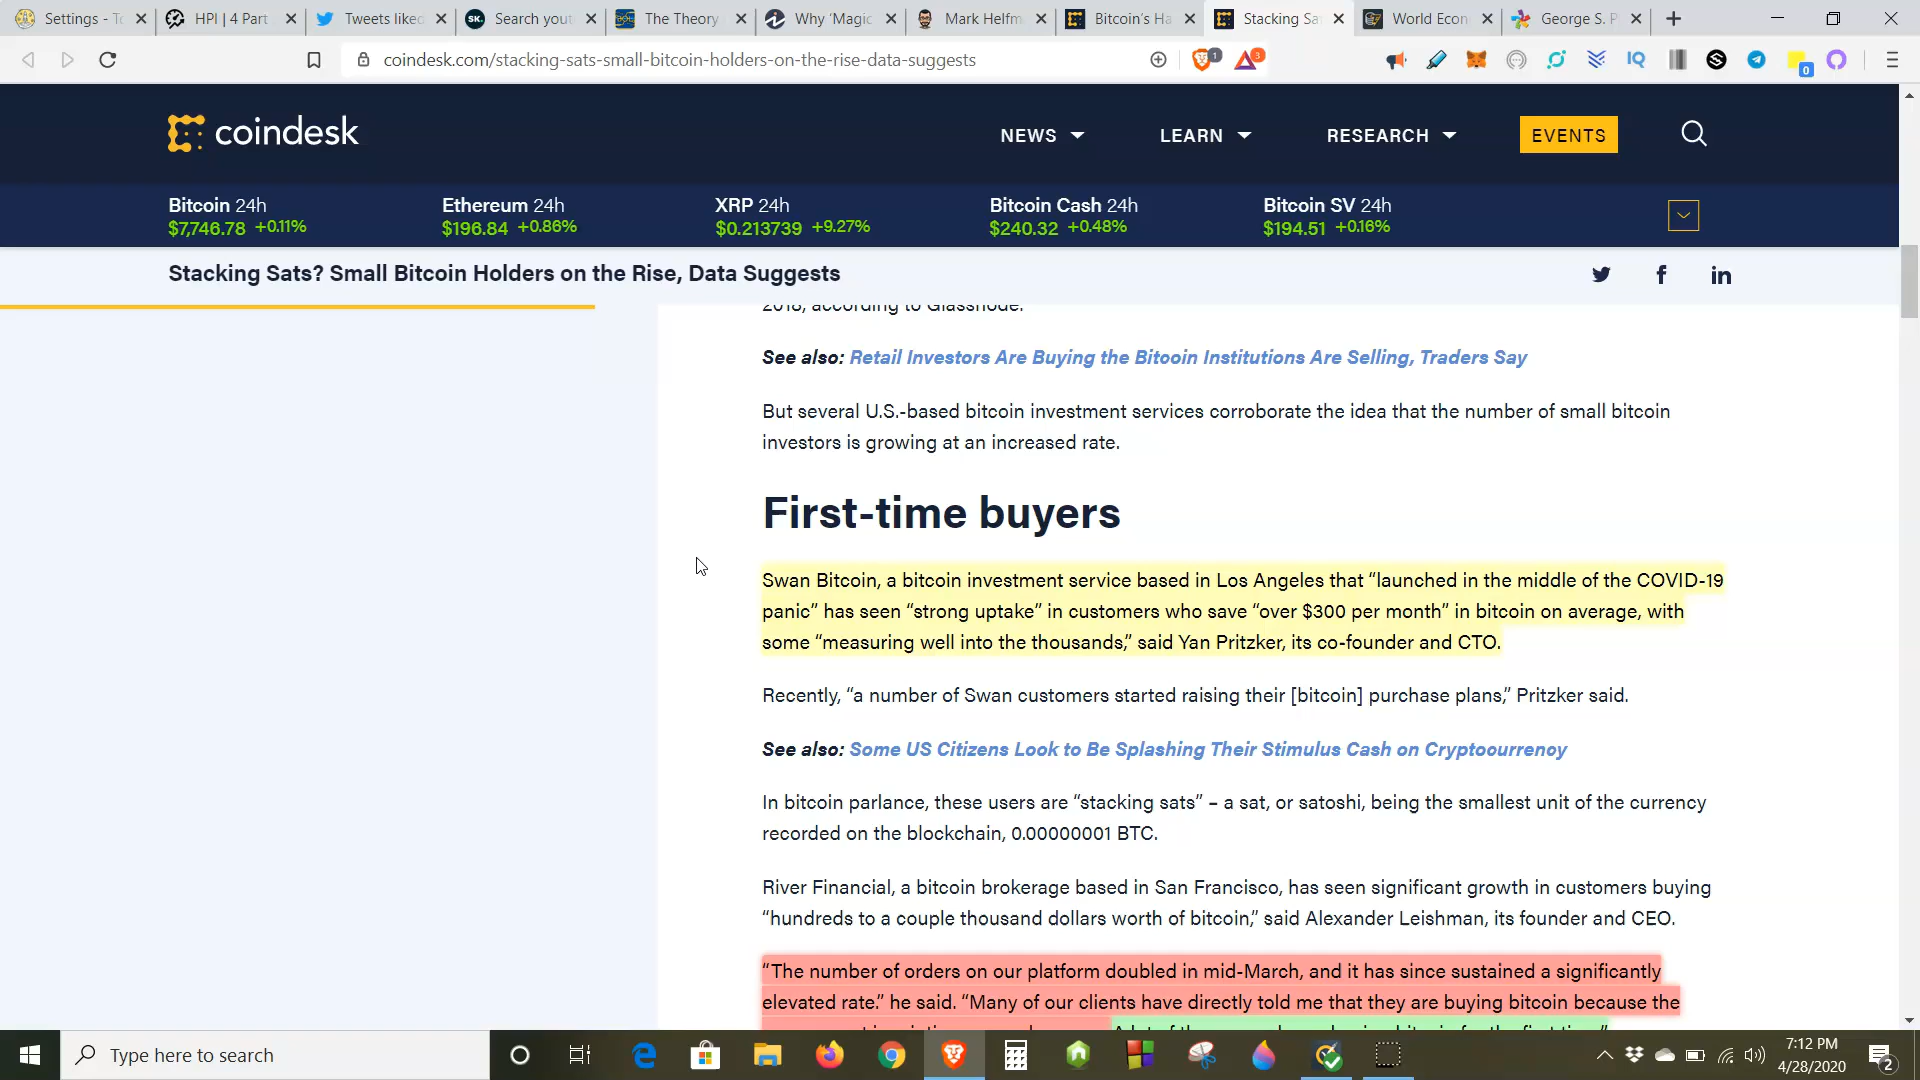 Settings - To
HPI | 4 Part
Tweets liked
Search your
The Theory
Why 'Magic
Mark Helfm
Bitcoin's Ha
Stacking Sa
World Econ
George S. P
coindesk.com/stacking-sats-small-bitcoin-holders-on-the-rise-data-suggests
1
3
IQ
0
coindesk
NEWS
LEARN
RESEARCH
EVENTS
Bitcoin 24h
$7,746.78 +0.11%
Ethereum 24h
$196.84 +0.86%
XRP 24h
$0.213739 +9.27%
Bitcoin Cash 24h
$240.32 +0.48%
Bitcoin SV 24h
$194.51 +0.16%
Stacking Sats? Small Bitcoin Holders on the Rise, Data Suggests
2018, according to Glassnode.
See also: Retail Investors Are Buying the Bitcoin Institutions Are Selling, Traders Say
But several U.S.-based bitcoin investment services corroborate the idea that the number of small bitcoin
investors is growing at an increased rate.
First-time buyers
Swan Bitcoin, a bitcoin investment service based in Los Angeles that “launched in the middle of the COVID-19
panic” has seen “strong uptake” in customers who save “over $300 per month” in bitcoin on average, with
some “measuring well into the thousands,” said Yan Pritzker, its co-founder and CTO.
Recently, “a number of Swan customers started raising their [bitcoin] purchase plans,” Pritzker said.
See also: Some US Citizens Look to Be Splashing Their Stimulus Cash on Cryptocurrency
In bitcoin parlance, these users are “stacking sats” – a sat, or satoshi, being the smallest unit of the currency
recorded on the blockchain, 0.00000001 BTC.
River Financial, a bitcoin brokerage based in San Francisco, has seen significant growth in customers buying
“hundreds to a couple thousand dollars worth of bitcoin,” said Alexander Leishman, its founder and CEO.
“The number of orders on our platform doubled in mid-March, and it has since sustained a significantly
elevated rate.” he said. “Many of our clients have directly told me that they are buying bitcoin because the
Type here to search
7:12 PM
4/28/2020
2